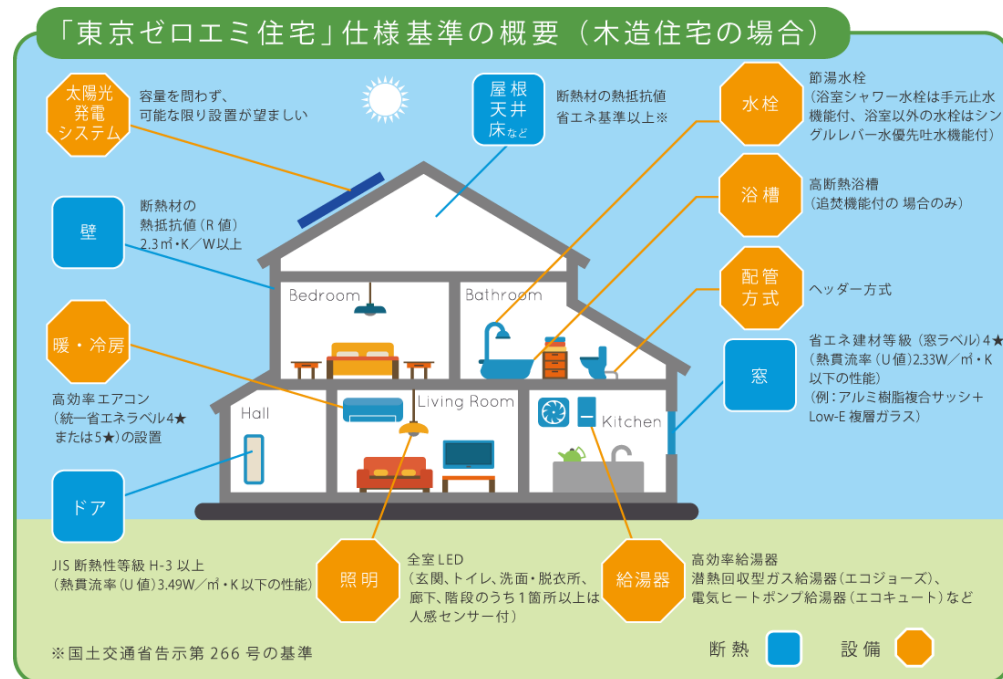 「東京ゼロエミ住宅」仕様基準の概要（木造住宅の場合）
太陽光
発電
システム
容量を問わず、
可能な限り設置が望ましい
屋根
天井
床など
断熱材の熱抵抗値
省エネ基準以上※
水栓
節湯水栓
（浴室シャワー水栓は手元止水
機能付、浴室以外の水栓はシン
グルレバー水優先吐水機能付）
壁
断熱材の
熱抵抗値（R値）
2.3㎡・K／W以上
浴槽
高断熱浴槽
（追焚機能付の 場合のみ）
配管
方式
ヘッダー方式
Bedroom
Bathroom
暖・冷房
高効率エアコン
（統一省エネラベル4★
または5★）の設置
窓
省エネ建材等級（窓ラベル）4★
（熱貫流率（U値）2.33W／㎡・K
以下の性能）
（例：アルミ樹脂複合サッシ＋
Low-E 複層ガラス）
Hall
Living Room
Kitchen
ドア
JIS 断熱性等級 H-3 以上
（熱貫流率（U値）3.49W／㎡・K以下の性能）
照明
全室LED
（玄関、トイレ、洗面・脱衣所、
廊下、階段のうち1箇所以上は
人感センサー付）
給湯器
高効率給湯器
潜熱回収型ガス給湯器（エコジョーズ）、
電気ヒートポンプ給湯器（エコキュート）など
※国土交通省告示第 266 号の基準
断熱
設備